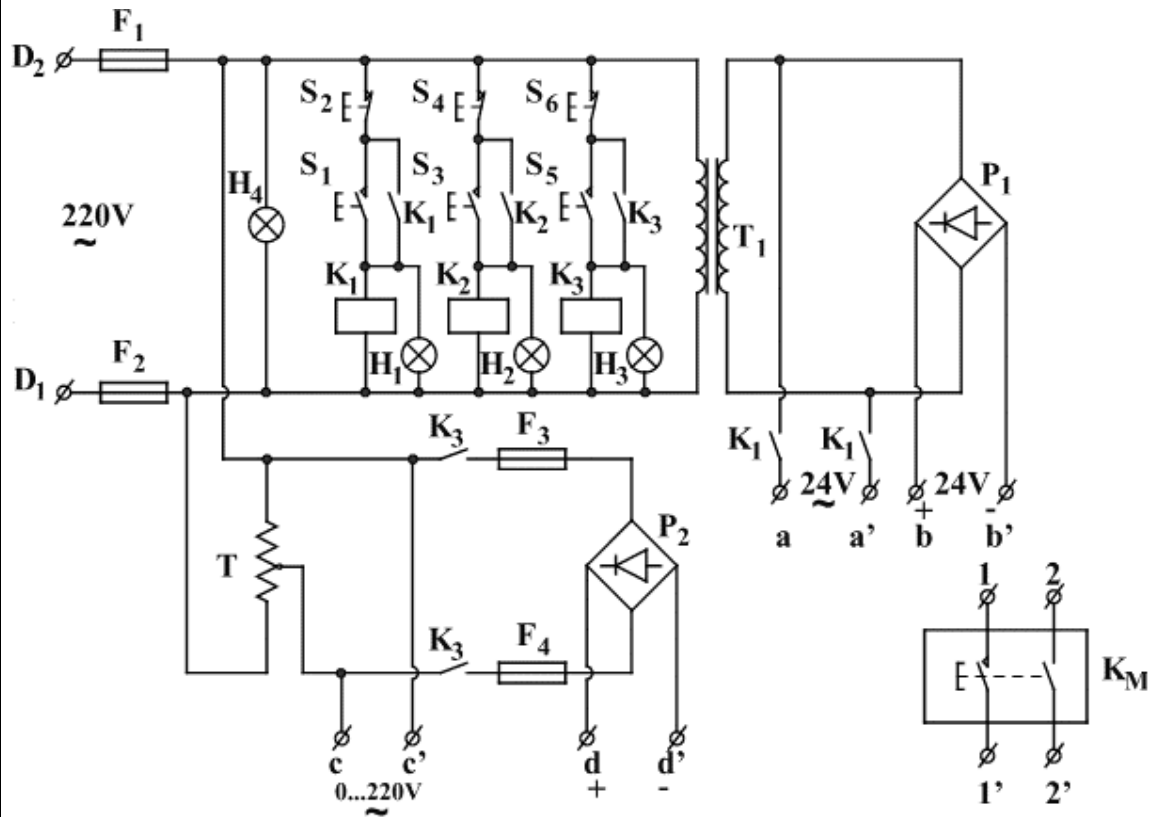 F₁
D₂
S₂
S₄
S₆
H₄
S₁
S₃
S₅
P₁
220V
~
K₁
K₂
K₃
T₁
K₁
K₂
K₃
F₂
D₁
H₁
H₂
H₃
K₃
F₃
K₁
K₁
24V
~
24V
+
-
a
a’
b
b’
P₂
T
1
2
K₃
F₄
K_M
c
c’
d
d’
0...220V
~
+
-
1’
2’